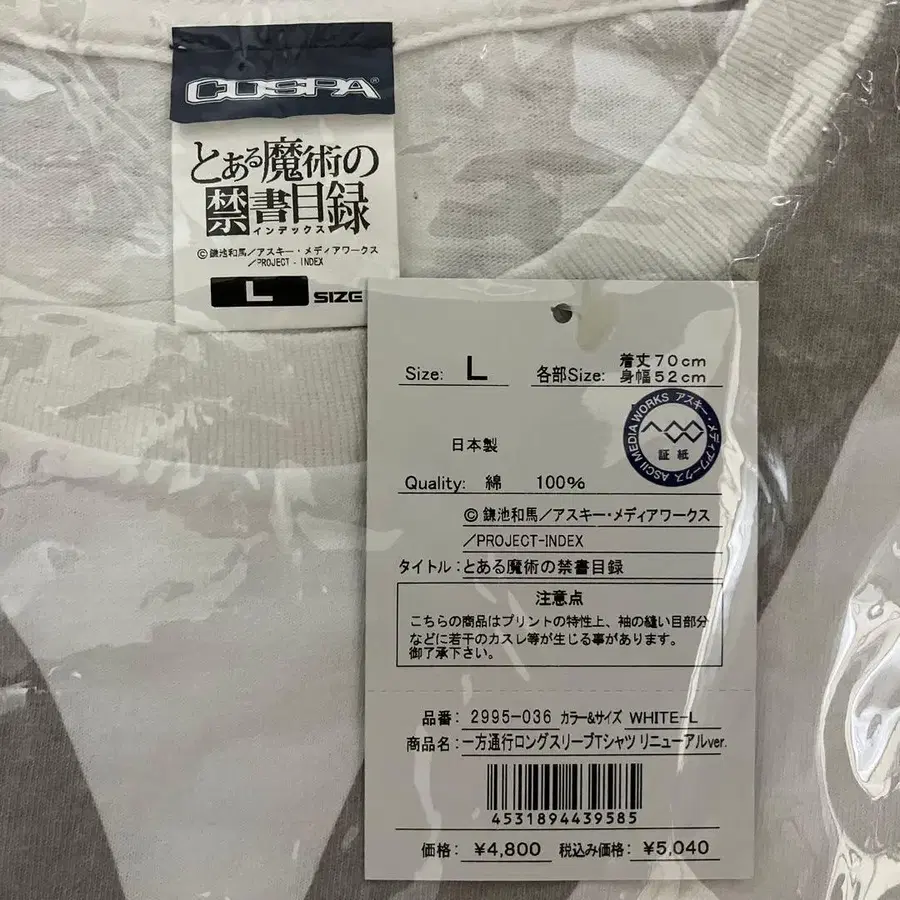 COSPA®
とある魔術の
禁書目録
インデックス
©鎌池和馬／アスキー・メディアワークス
／PROJECT-INDEX
L SIZE
Size: L 各部Size: 着丈70cm
身幅52cm
ASCII MEDIA WORKS アスキー・メディアワークス
証紙
日本製
Quality: 綿 100%
©鎌池和馬／アスキー・メディアワークス
／PROJECT-INDEX
タイトル：とある魔術の禁書目録
注意点
こちらの商品はプリントの特性上、袖の縫い目部分
などに若干のカスレ等が生じる事があります。
御了承下さい。
品番： 2995-036 カラー&サイズ WHITE-L
商品名： 一方通行ロングスリーブTシャツ リニューアルver.
4531894439585
価格： ¥4,800 税込み価格： ¥5,040